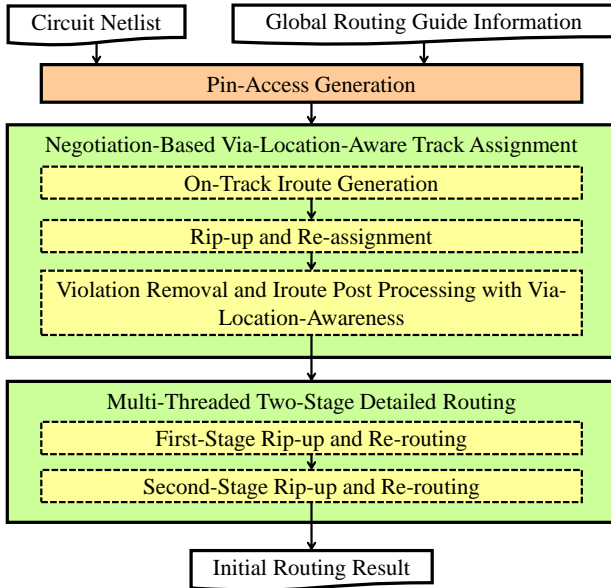 Circuit Netlist
Global Routing Guide Information
Pin-Access Generation
Negotiation-Based Via-Location-Aware Track Assignment
On-Track Iroute Generation
Rip-up and Re-assignment
Violation Removal and Iroute Post Processing with Via-
Location-Awareness
Multi-Threaded Two-Stage Detailed Routing
First-Stage Rip-up and Re-routing
Second-Stage Rip-up and Re-routing
Initial Routing Result